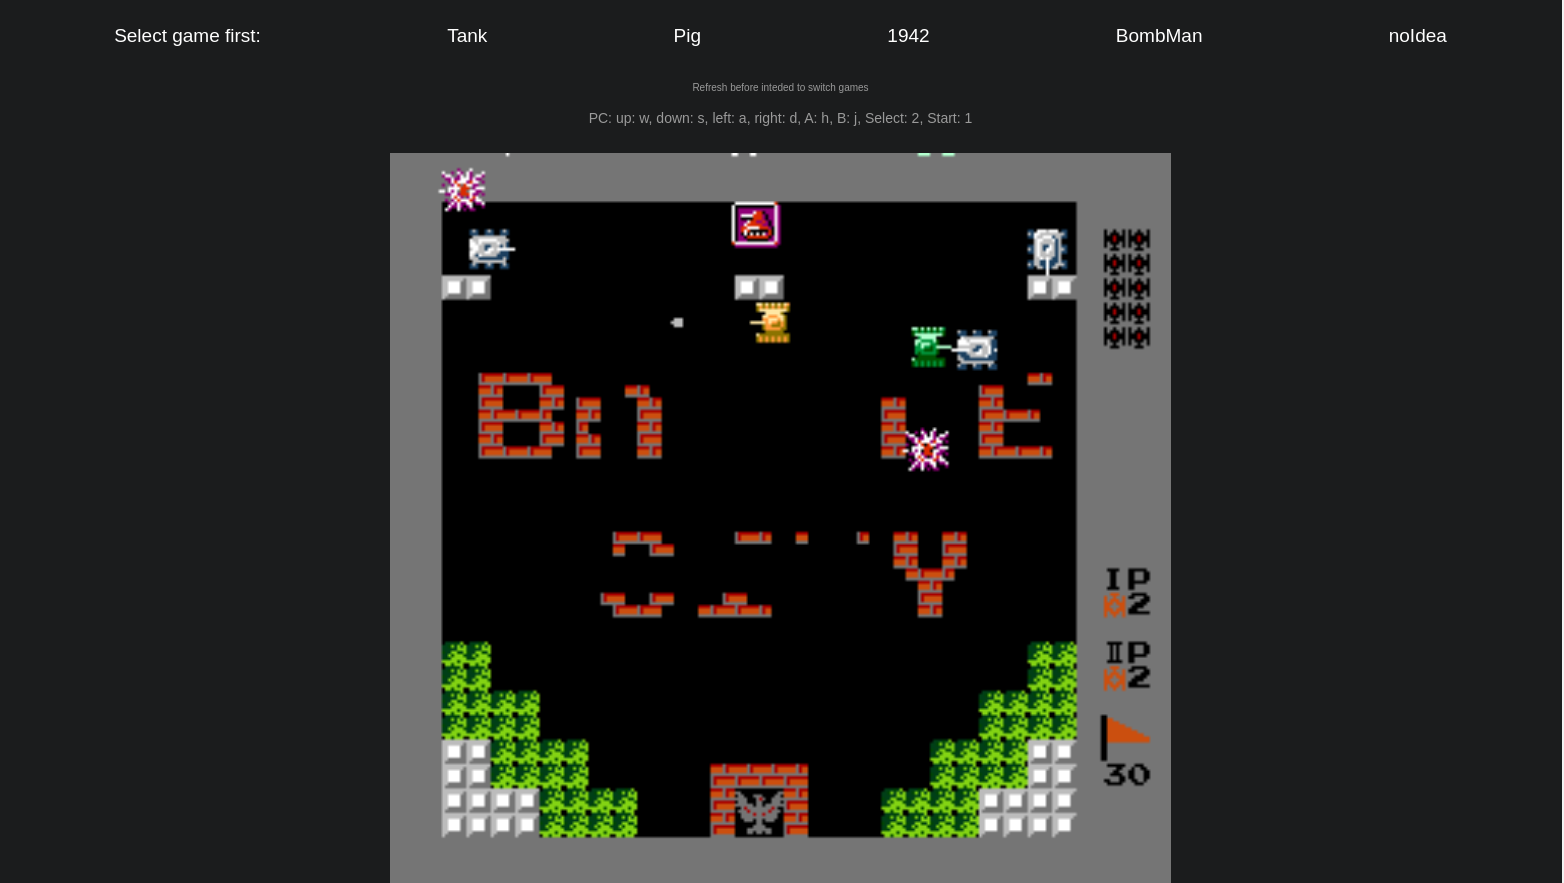 Select game first: Tank Pig 1942 BombMan noIdea
Refresh before inteded to switch games
PC: up: w, down: s, left: a, right: d, A: h, B: j, Select: 2, Start: 1
IP
2
IIP
2
30